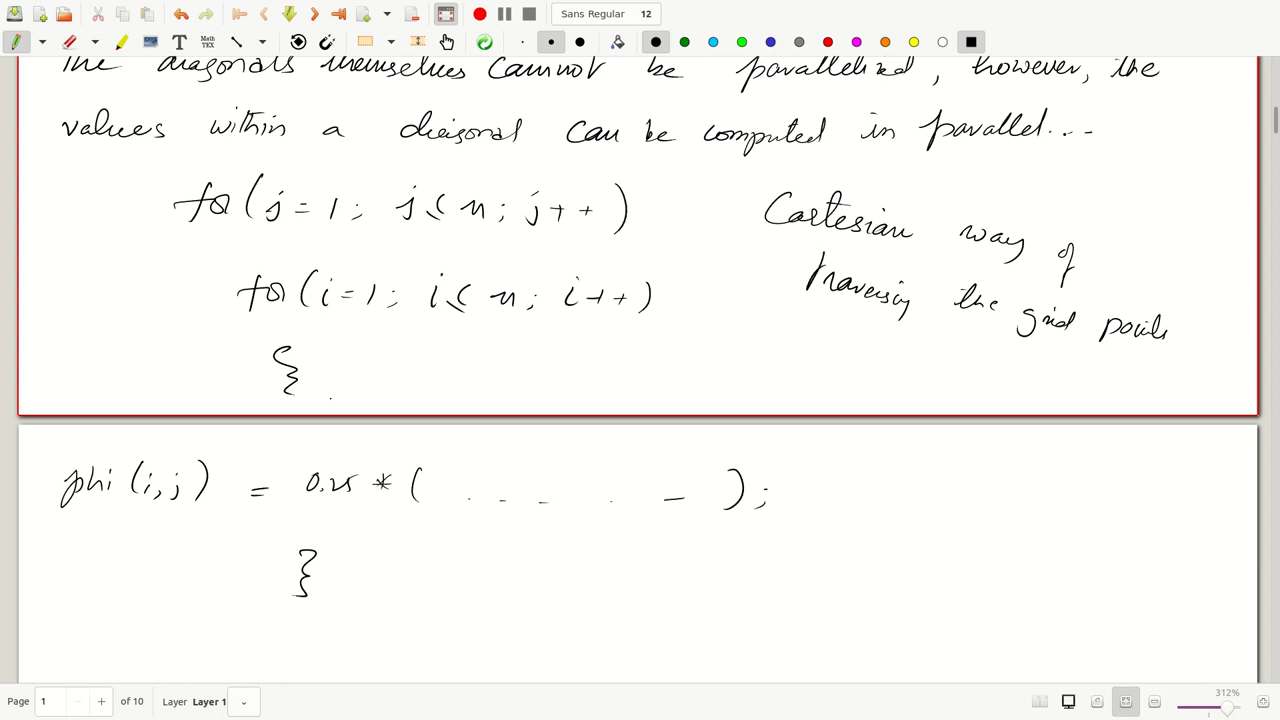 Sans Regular 12
Math
TEX
The diagonals themselves cannot be parallelized, however, the
values within a diagonal can be computed in parallel...
for(j=1; j≤n; j++)
Cartesian way of
traversing the grid points
for(i=1; i≤n; i++)
{
phi(i,j) = 0.25*( . - - . - );
}
Page 1 of 10 Layer Layer 1
312%